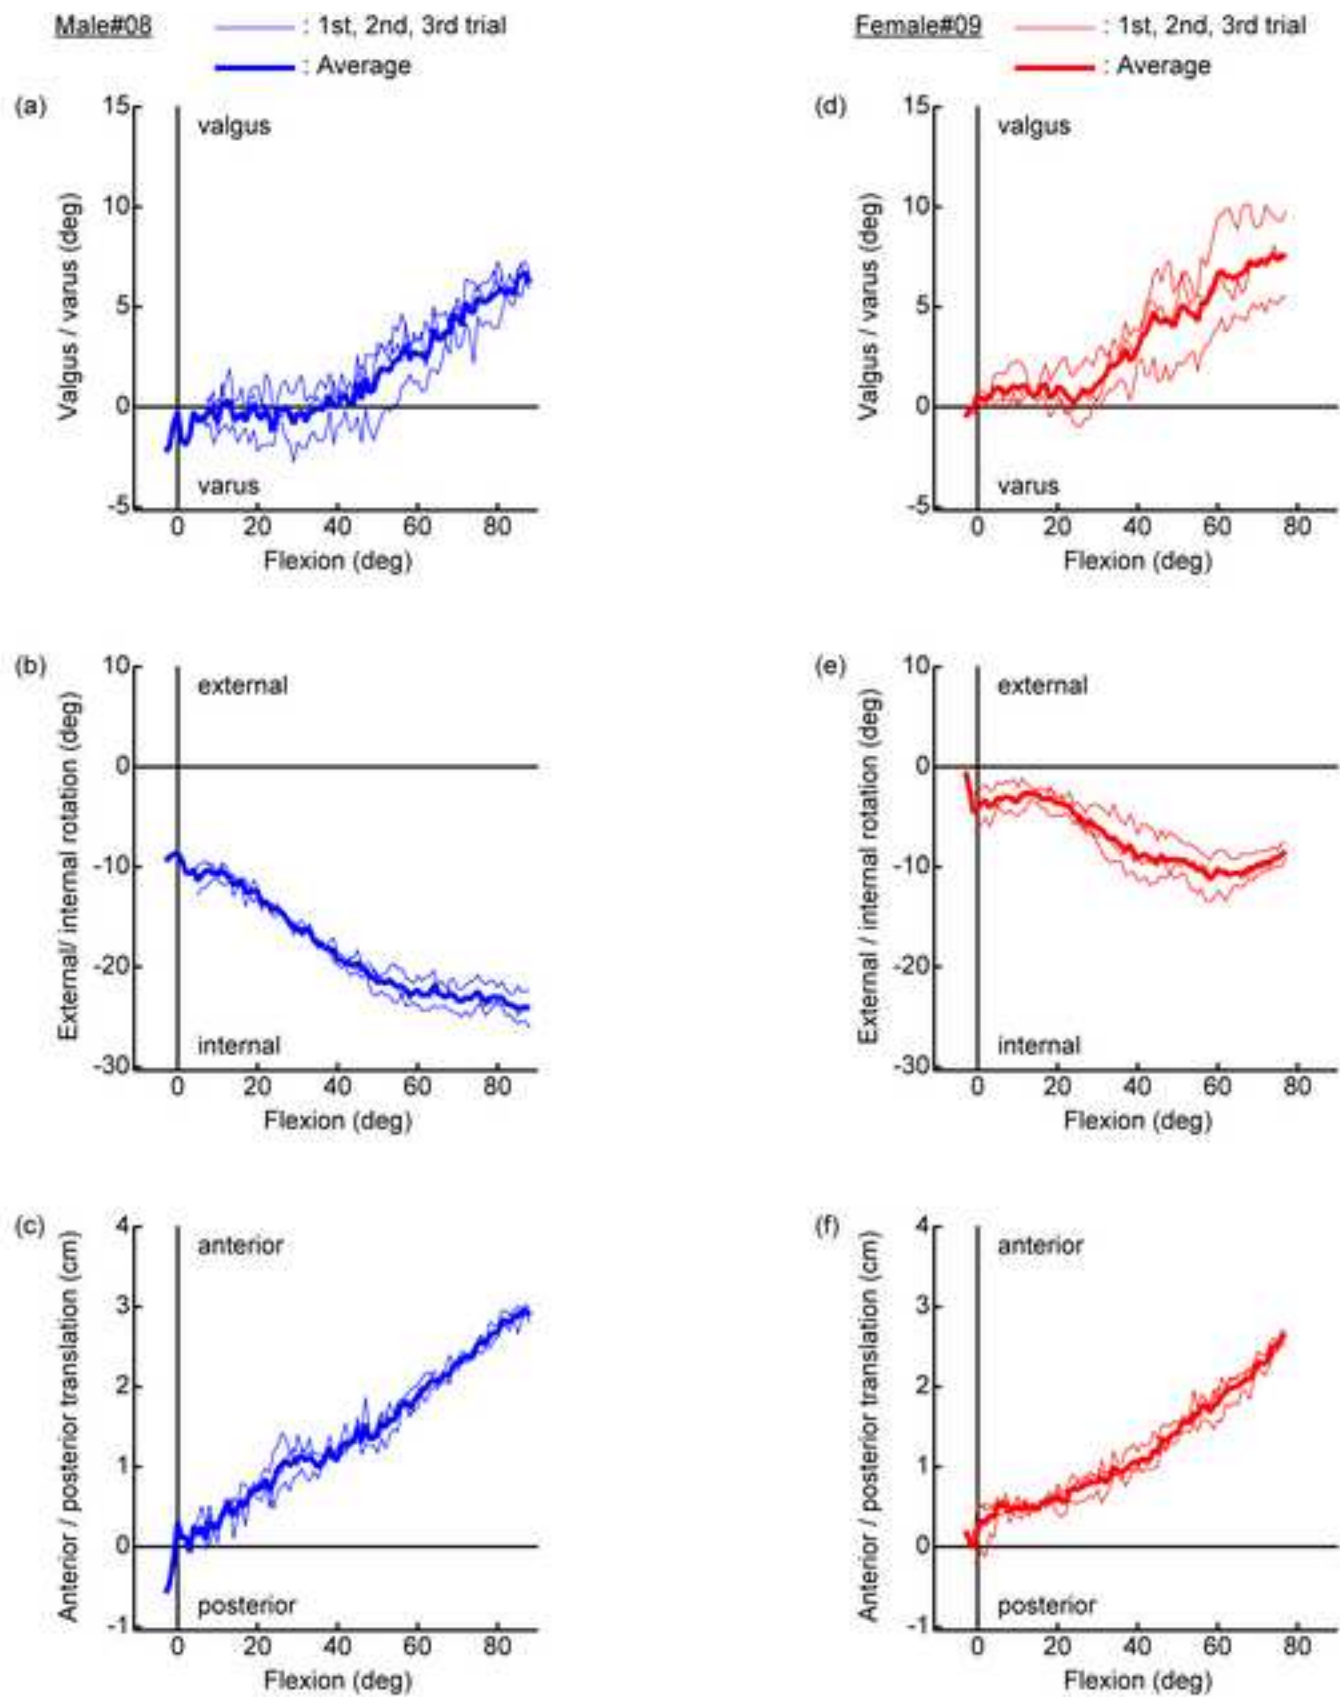 Male#08 : 1st, 2nd, 3rd trial
: Average
Female#09 : 1st, 2nd, 3rd trial
: Average
(a)
Valgus / varus (deg)
15
10
5
0
-5
valgus
varus
0 20 40 60 80
Flexion (deg)
(d)
Valgus / varus (deg)
15
10
5
0
-5
valgus
varus
0 20 40 60 80
Flexion (deg)
(b)
External/ internal rotation (deg)
10
0
-10
-20
-30
external
internal
0 20 40 60 80
Flexion (deg)
(e)
External / internal rotation (deg)
10
0
-10
-20
-30
external
internal
0 20 40 60 80
Flexion (deg)
(c)
Anterior / posterior translation (cm)
4
3
2
1
0
-1
anterior
posterior
0 20 40 60 80
Flexion (deg)
(f)
Anterior / posterior translation (cm)
4
3
2
1
0
-1
anterior
posterior
0 20 40 60 80
Flexion (deg)